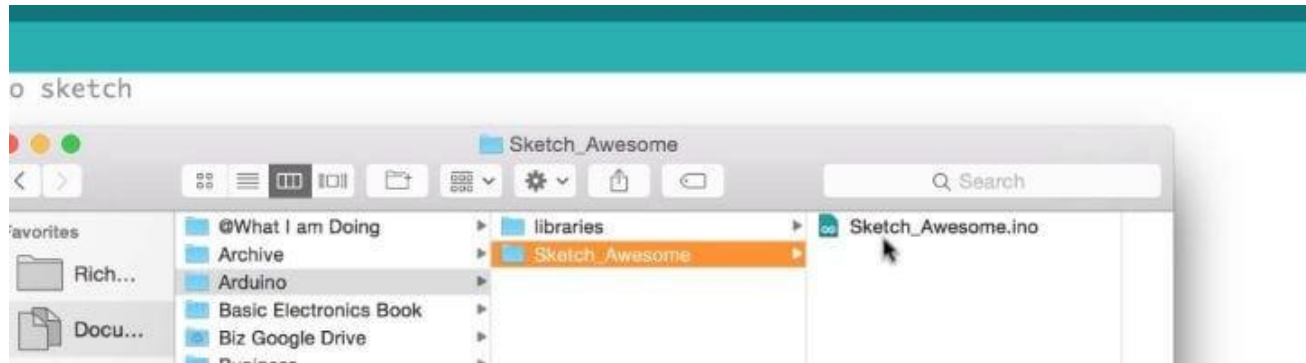 o sketch
Sketch_Awesome
Search
avorites
Rich...
Docu...
@What I am Doing
Archive
Arduino
Basic Electronics Book
Biz Google Drive
Business
libraries
Sketch_Awesome
Sketch_Awesome.ino